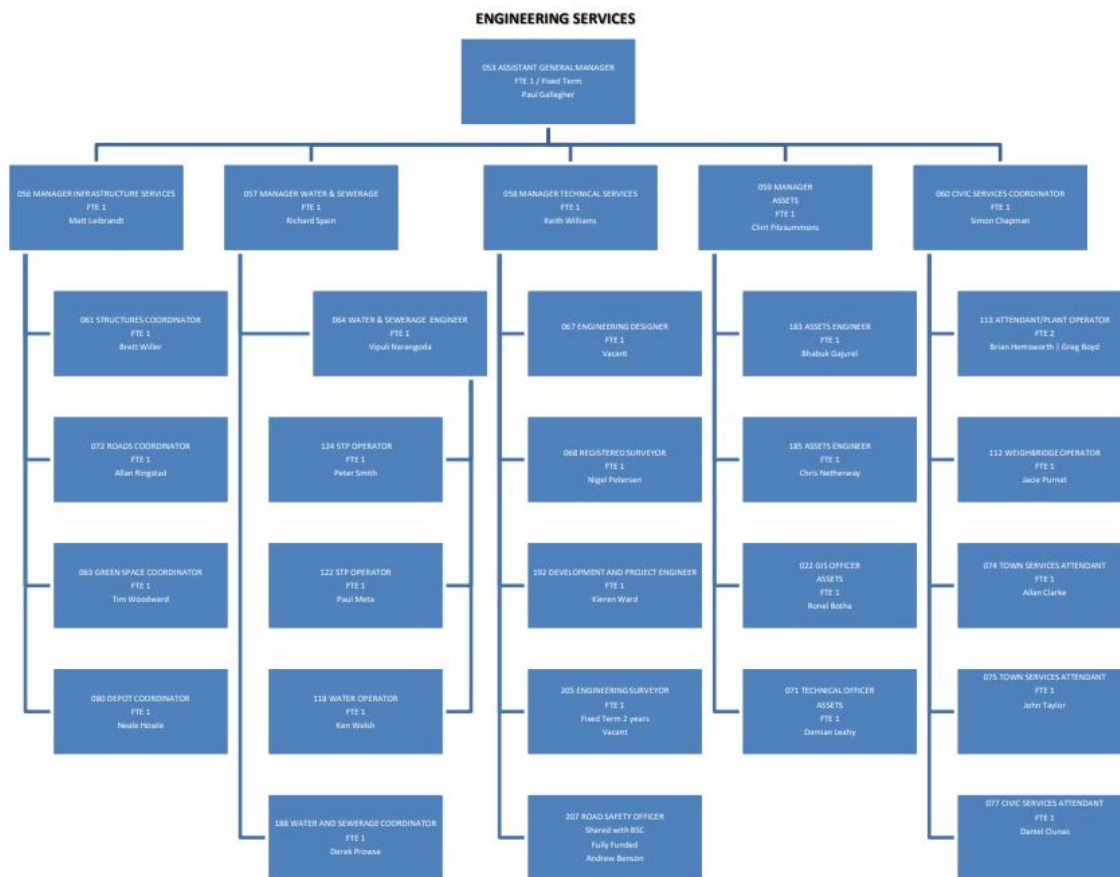 ENGINEERING SERVICES
053 ASSISTANT GENERAL MANAGER
FTE 1 / Fixed Term
Paul Gallagher
056 MANAGER INFRASTRUCTURE SERVICES
FTE 1
Matt Leibrandt
057 MANAGER WATER & SEWERAGE
FTE 1
Richard Spain
058 MANAGER TECHNICAL SERVICES
FTE 1
Keith Williams
059 MANAGER
ASSETS
FTE 1
Clint Fitzsummons
060 CIVIC SERVICES COORDINATOR
FTE 1
Simon Chapman
061 STRUCTURES COORDINATOR
FTE 1
Brett Willer
064 WATER & SEWERAGE ENGINEER
FTE 1
Vipuli Narangoda
067 ENGINEERING DESIGNER
FTE 1
Vacant
183 ASSETS ENGINEER
FTE 1
Bhabuk Gajurel
113 ATTENDANT/PLANT OPERATOR
FTE 2
Brian Hemsworth | Greg Boyd
072 ROADS COORDINATOR
FTE 1
Allan Ringstad
124 STP OPERATOR
FTE 1
Peter Smith
068 REGISTERED SURVEYOR
FTE 1
Nigel Petersen
185 ASSETS ENGINEER
FTE 1
Chris Netherway
112 WEIGHBRIDGE OPERATOR
FTE 1
Jacie Purnat
063 GREEN SPACE COORDINATOR
FTE 1
Tim Woodward
122 STP OPERATOR
FTE 1
Paul Meta
192 DEVELOPMENT AND PROJECT ENGINEER
FTE 1
Kieren Ward
022 GIS OFFICER
ASSETS
FTE 1
Ronel Botha
074 TOWN SERVICES ATTENDANT
FTE 1
Allan Clarke
080 DEPOT COORDINATOR
FTE 1
Neale Howle
118 WATER OPERATOR
FTE 1
Ken Welsh
205 ENGINEERING SURVEYOR
FTE 1
Fixed Term 2 years
Vacant
071 TECHNICAL OFFICER
ASSETS
FTE 1
Damian Leahy
075 TOWN SERVICES ATTENDANT
FTE 1
John Taylor
188 WATER AND SEWERAGE COORDINATOR
FTE 1
Derek Prowse
207 ROAD SAFETY OFFICER
Shared with BSC
Fully Funded
Andrew Benson
077 CIVIC SERVICES ATTENDANT
FTE 1
Daniel Clunas